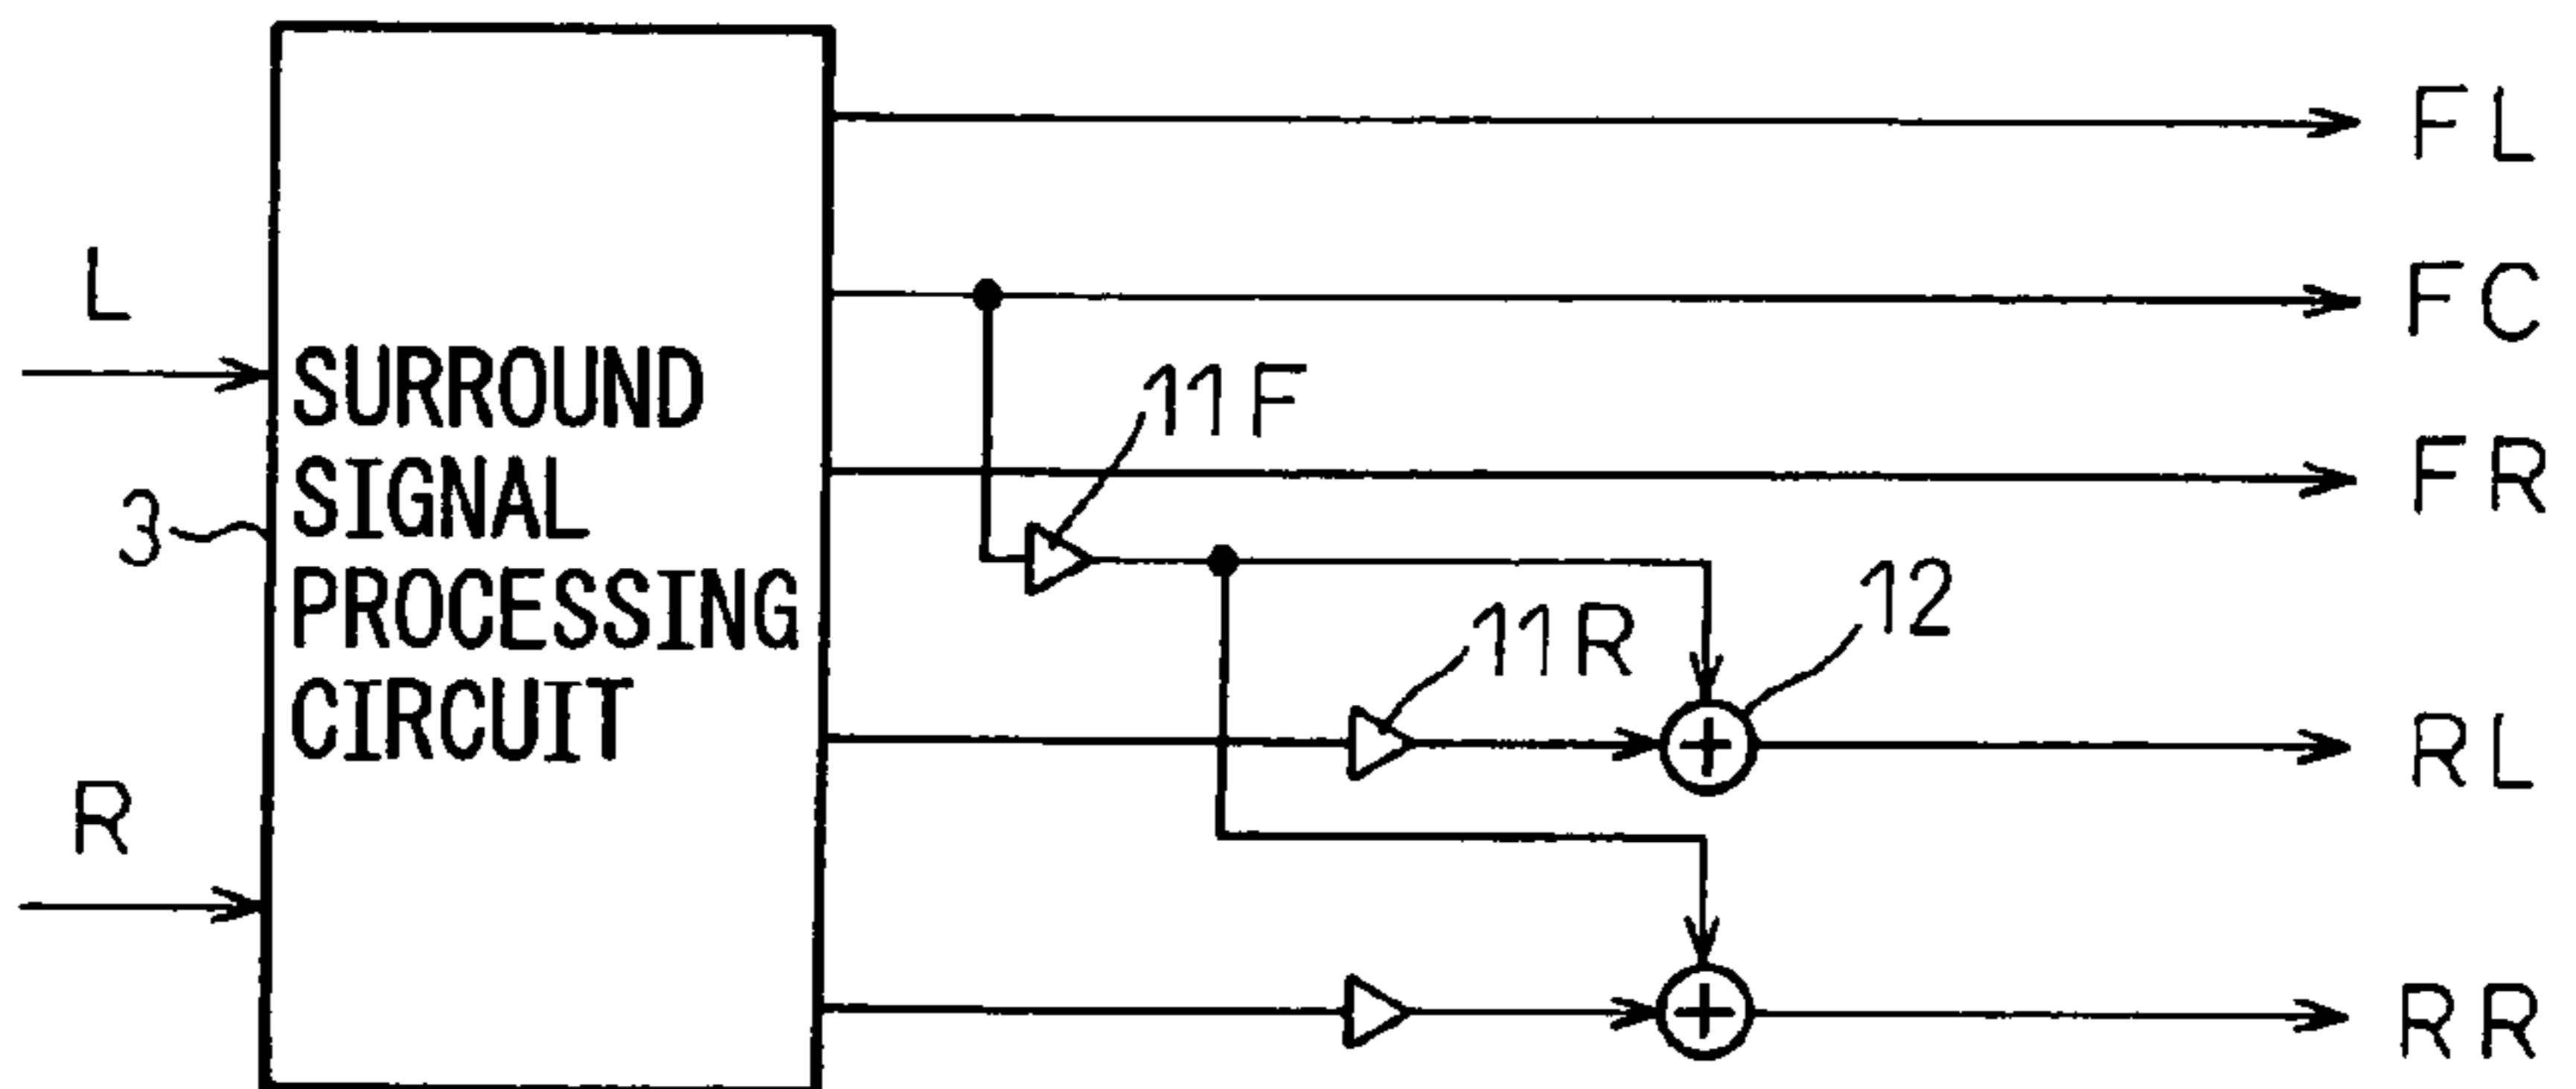 FL
L
FC
SURROUND
SIGNAL
PROCESSING
CIRCUIT
3
11F
FR
11R
12
RL
R
RR